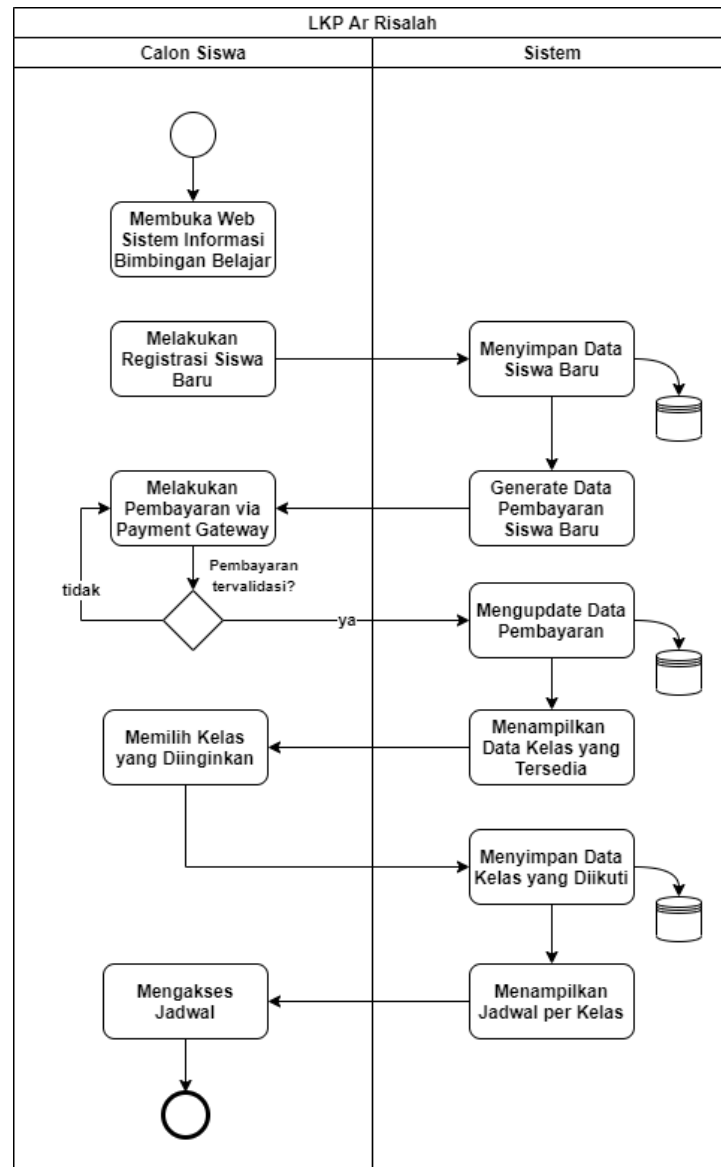 LKP Ar Risalah
Calon Siswa
Sistem
Membuka Web
Sistem Informasi
Bimbingan Belajar
Melakukan
Registrasi Siswa
Baru
Menyimpan Data
Siswa Baru
Melakukan
Pembayaran via
Payment Gateway
Generate Data
Pembayaran
Siswa Baru
Pembayaran
tervalidasi?
tidak
ya
Mengupdate Data
Pembayaran
Memilih Kelas
yang Diinginkan
Menampilkan
Data Kelas yang
Tersedia
Menyimpan Data
Kelas yang Diikuti
Mengakses
Jadwal
Menampilkan
Jadwal per Kelas